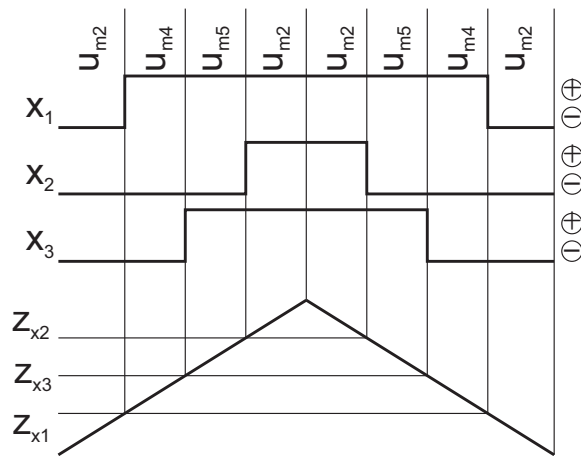 u_m2 u_m4 u_m5 u_m2 u_m2 u_m5 u_m4 u_m2
x_1 ⊕
⊖
x_2 ⊕
⊖
x_3 ⊕
⊖
z_x2
z_x3
z_x1